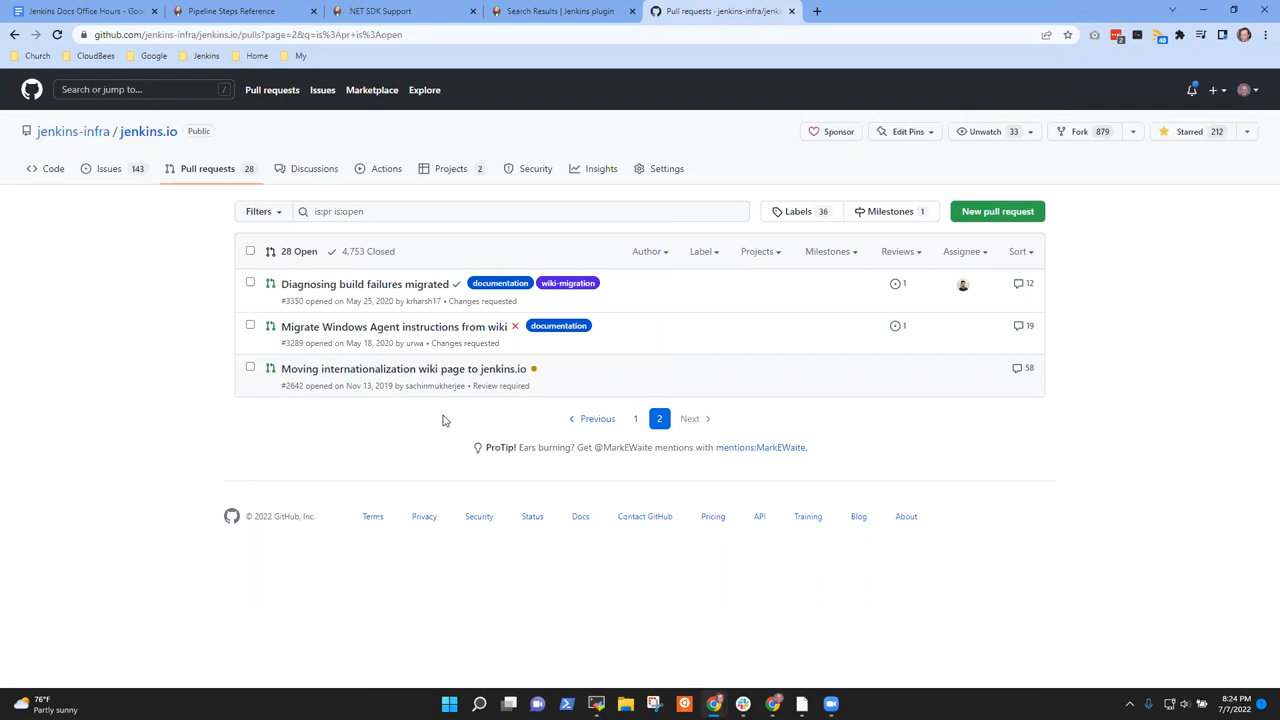 Jenkins Docs Office Hours - Goo
Pipeline Steps Reference
.NET SDK Support
Search Results | Jenkins plugin
Pull requests · jenkins-infra/jenki
github.com/jenkins-infra/jenkins.io/pulls?page=2&q=is%3Apr+is%3Aopen
Church
CloudBees
Google
Jenkins
Home
My
Search or jump to...
/
Pull requests
Issues
Marketplace
Explore
jenkins-infra / jenkins.io
Public
Sponsor
Edit Pins
Unwatch 33
Fork 879
Starred 212
Code
Issues 143
Pull requests 28
Discussions
Actions
Projects 2
Security
Insights
Settings
Filters
is:pr is:open
Labels 36
Milestones 1
New pull request
28 Open
4,753 Closed
Author
Label
Projects
Milestones
Reviews
Assignee
Sort
Diagnosing build failures migrated
documentation
wiki-migration
1
12
#3350 opened on May 25, 2020 by krharsh17 • Changes requested
Migrate Windows Agent instructions from wiki
documentation
1
19
#3289 opened on May 18, 2020 by urwa • Changes requested
Moving internationalization wiki page to jenkins.io
58
#2642 opened on Nov 13, 2019 by sachinmukherjee • Review required
Previous
1
2
Next
ProTip! Ears burning? Get @MarkEWaite mentions with mentions:MarkEWaite.
© 2022 GitHub, Inc.
Terms
Privacy
Security
Status
Docs
Contact GitHub
Pricing
API
Training
Blog
About
76°F
Partly sunny
8:24 PM
7/7/2022